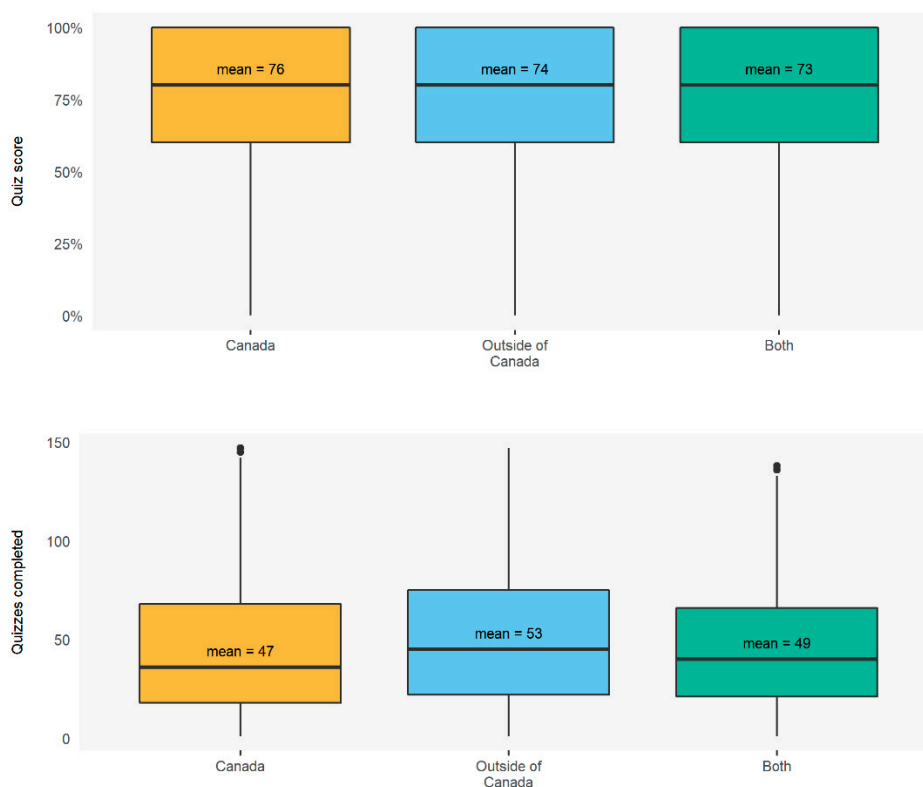 100%
mean = 76
mean = 74
mean = 73
75%
Quiz score
50%
25%
0%
Canada
Outside of
Canada
Both
150
100
Quizzes completed
50
mean = 47
mean = 53
mean = 49
0
Canada
Outside of
Canada
Both